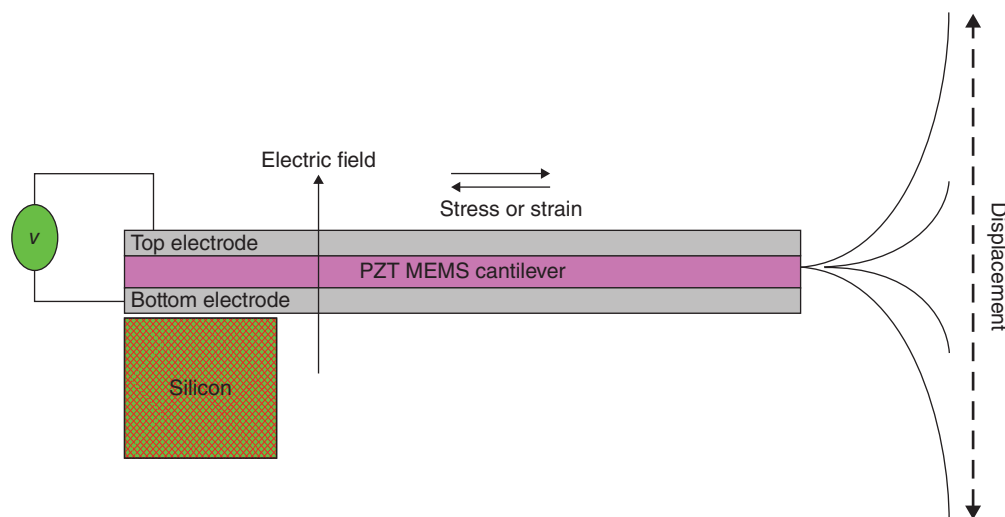 Electric field
Stress or strain
v
Top electrode
PZT MEMS cantilever
Bottom electrode
Silicon
Displacement